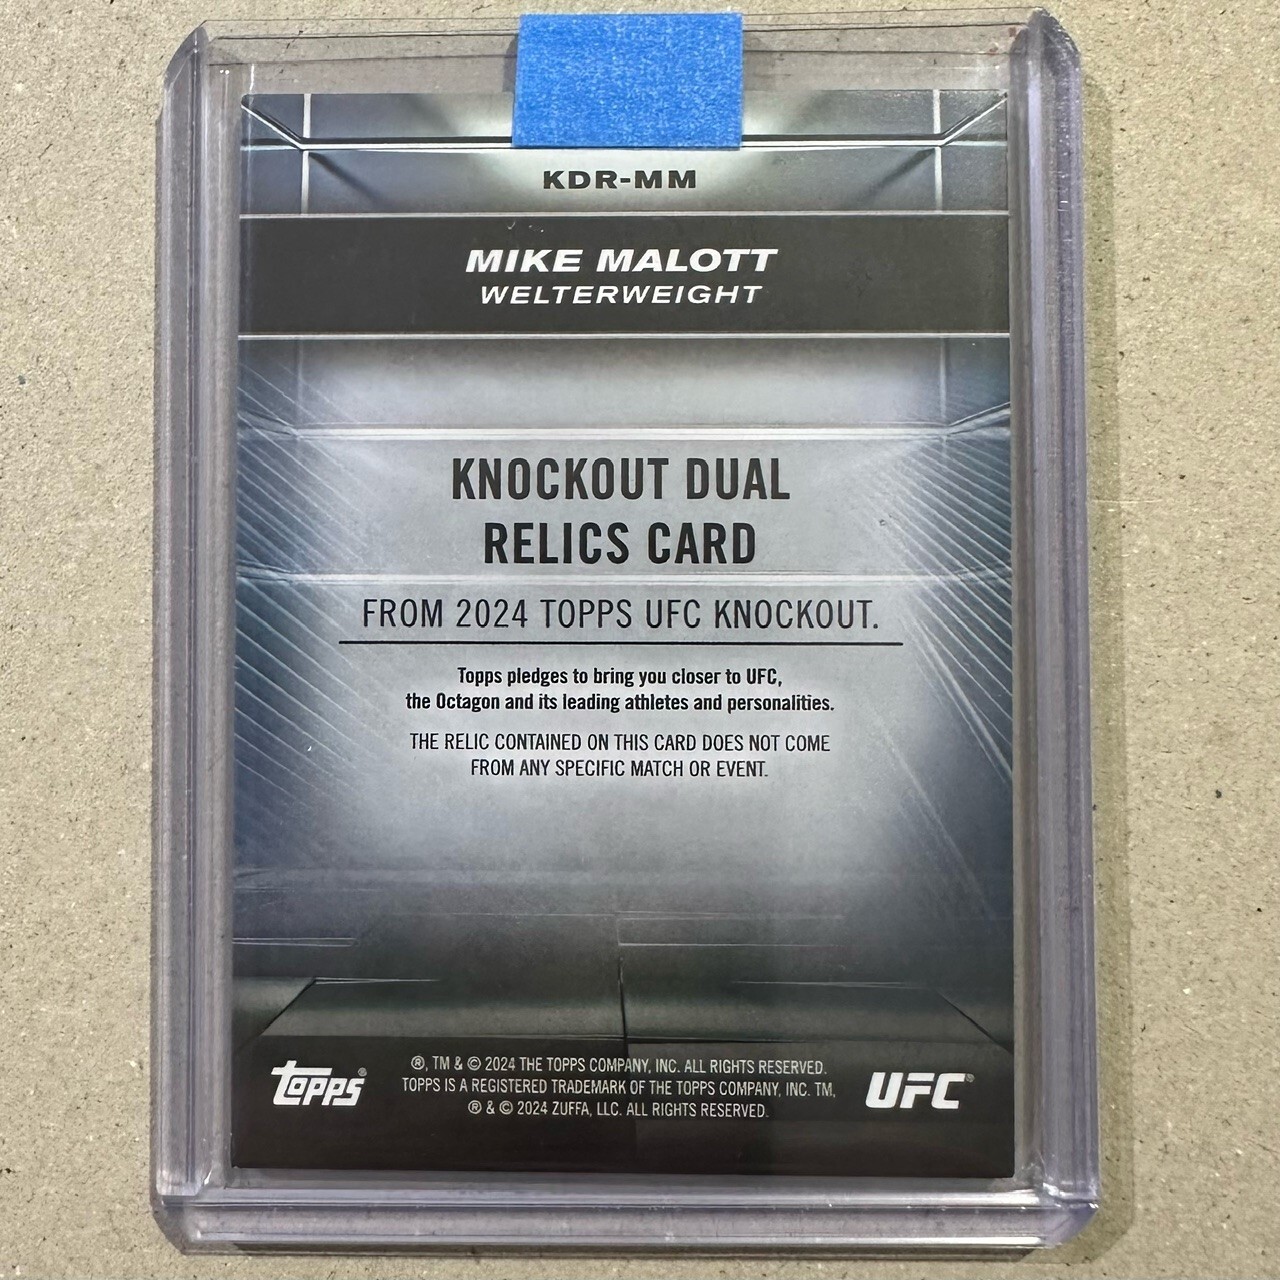 KDR-MM
MIKE MALOTT
WELTERWEIGHT
KNOCKOUT DUAL
RELICS CARD
FROM 2024 TOPPS UFC KNOCKOUT.
Topps pledges to bring you closer to UFC,
the Octagon and its leading athletes and personalities.
THE RELIC CONTAINED ON THIS CARD DOES NOT COME
FROM ANY SPECIFIC MATCH OR EVENT.
topps®
®, TM & © 2024 THE TOPPS COMPANY, INC. ALL RIGHTS RESERVED.
TOPPS IS A REGISTERED TRADEMARK OF THE TOPPS COMPANY, INC. TM,
® & © 2024 ZUFFA, LLC. ALL RIGHTS RESERVED.
UFC®